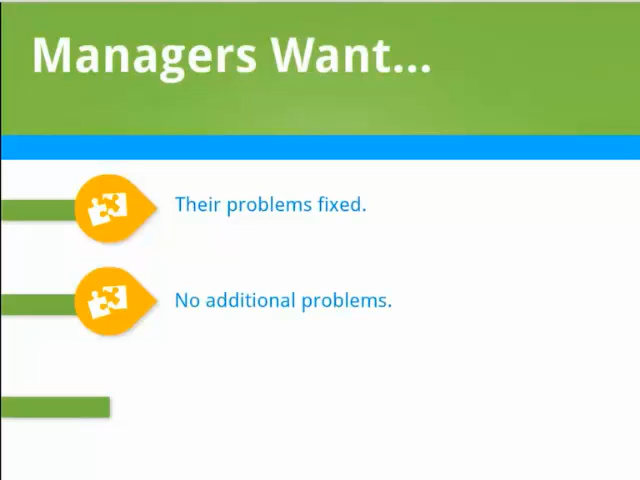 Managers Want...
Their problems fixed.
No additional problems.